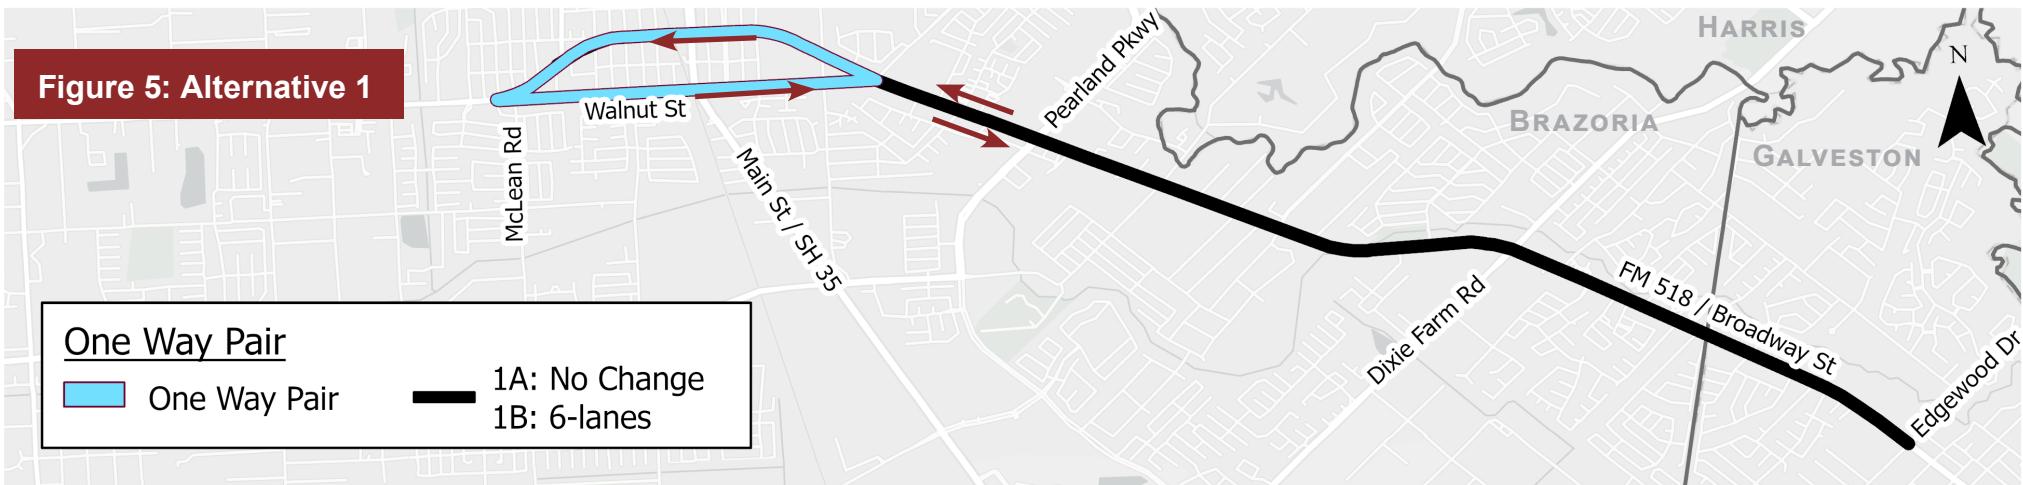 Figure 5: Alternative 1
HARRIS
N
Pearland Pkwy
BRAZORIA
GALVESTON
Walnut St
McLean Rd
Main St / SH 35
FM 518 / Broadway St
Dixie Farm Rd
Edgewood Dr
One Way Pair
One Way Pair
1A: No Change
1B: 6-lanes